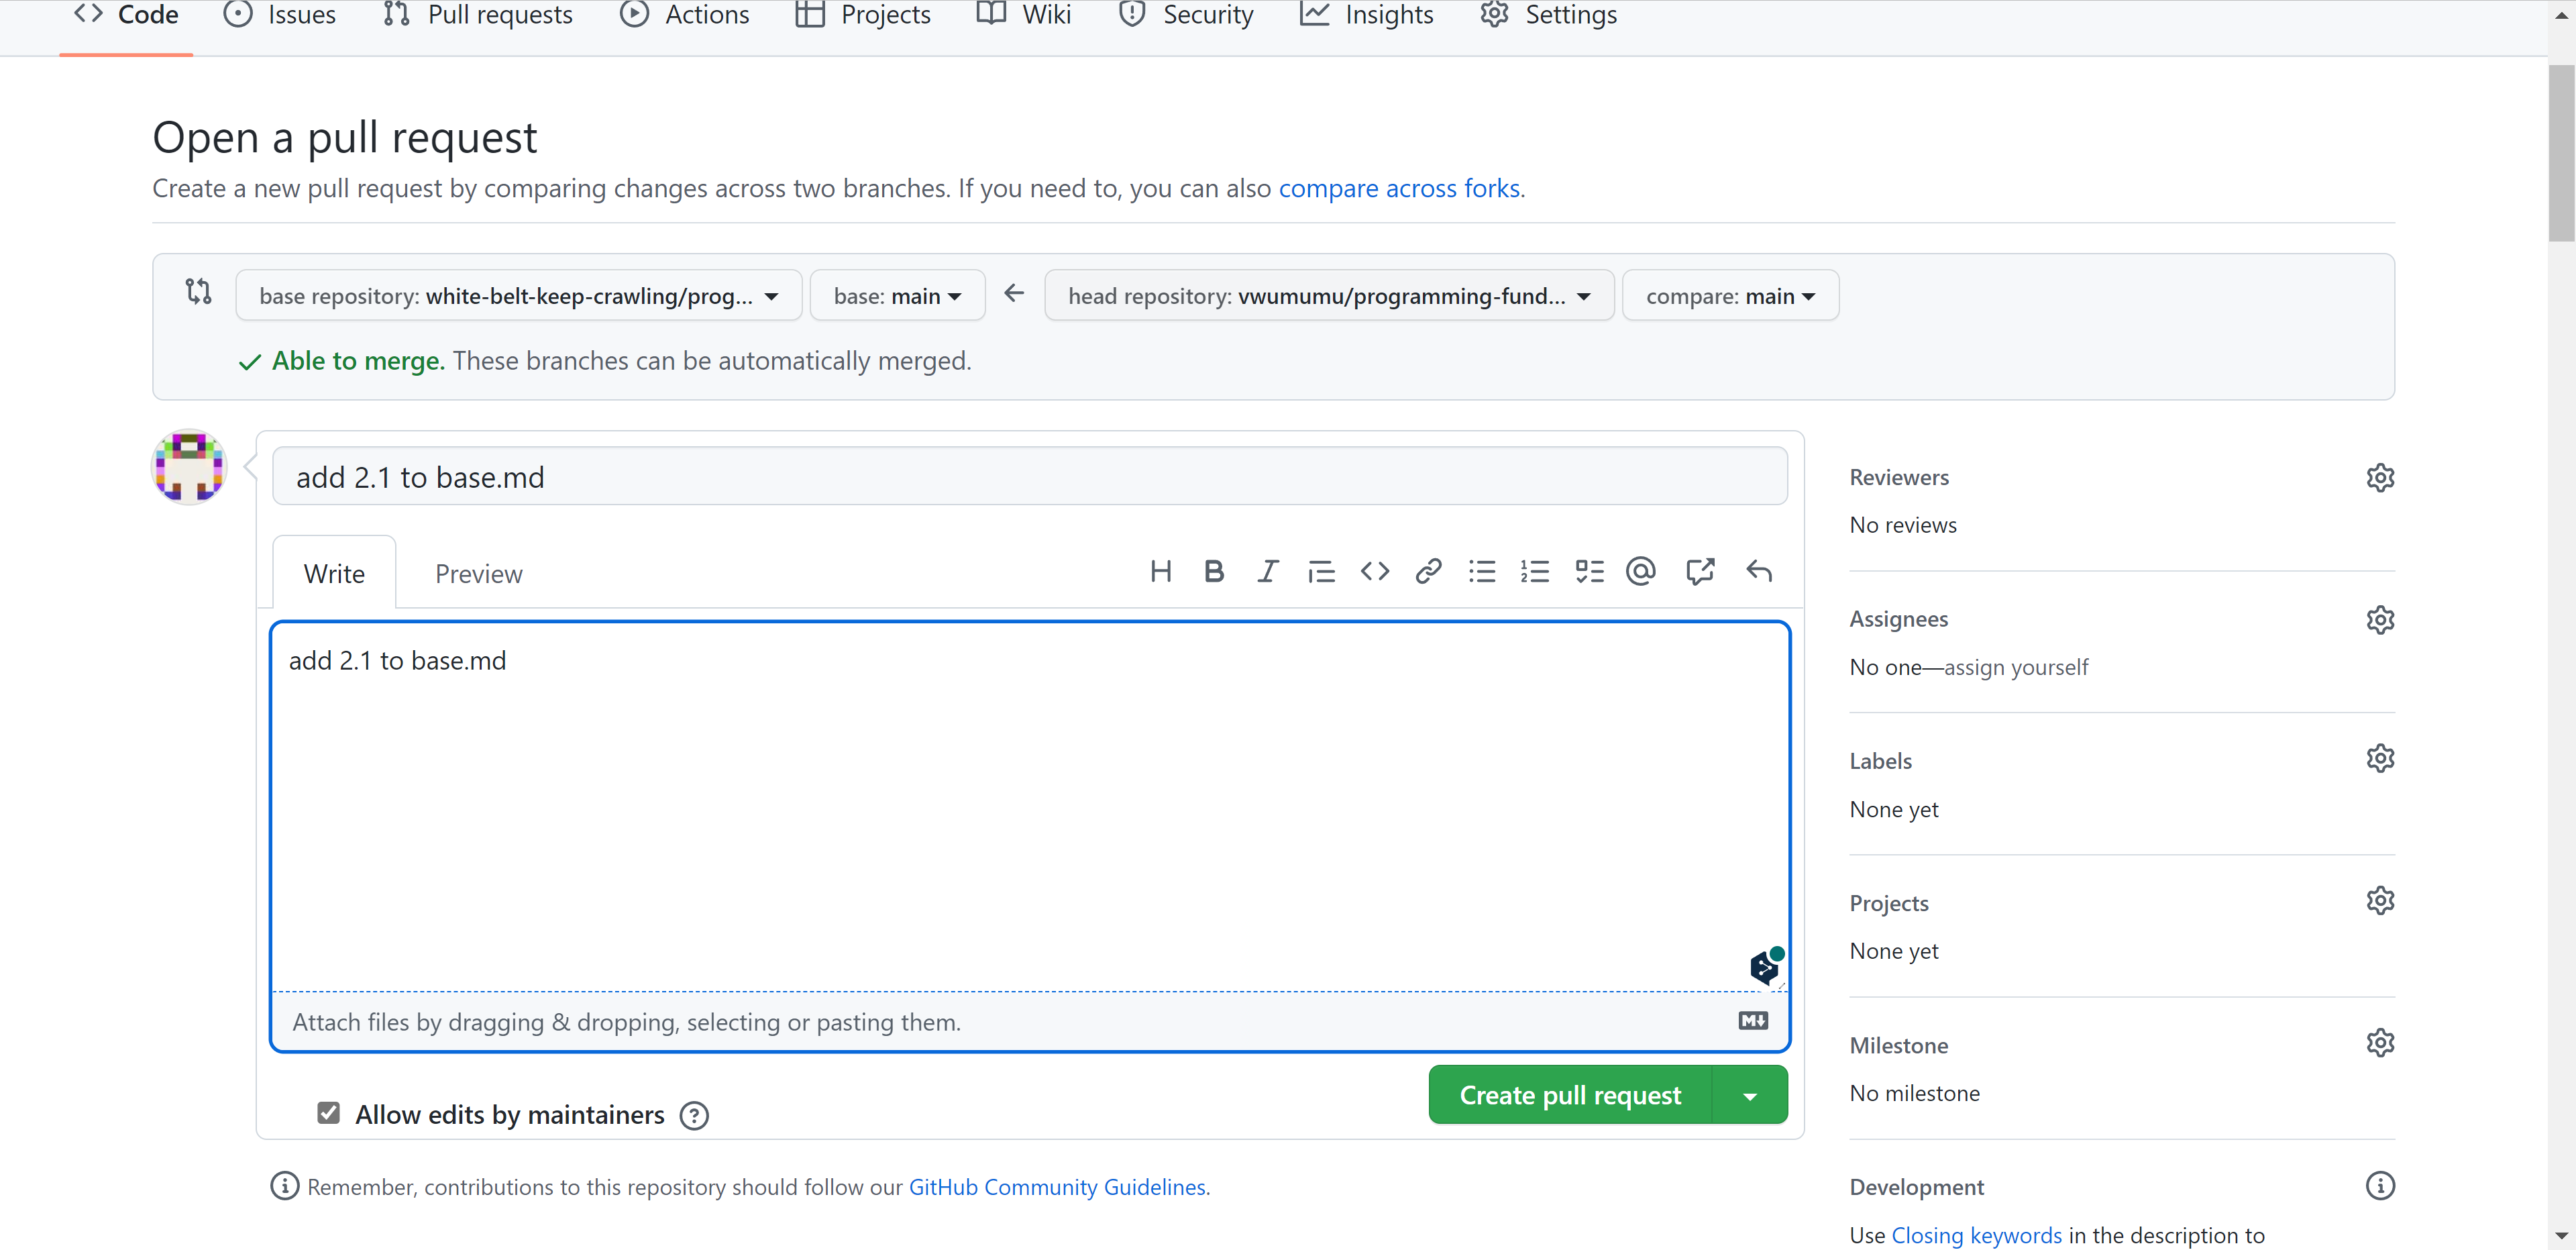 Code Issues Pull requests Actions Projects Wiki Security Insights Settings
Open a pull request
Create a new pull request by comparing changes across two branches. If you need to, you can also compare across forks.
base repository: white-belt-keep-crawling/prog... base: main head repository: vwumumu/programming-fund... compare: main
Able to merge. These branches can be automatically merged.
add 2.1 to base.md
Write Preview
add 2.1 to base.md
Attach files by dragging & dropping, selecting or pasting them.
Allow edits by maintainers
Create pull request
Remember, contributions to this repository should follow our GitHub Community Guidelines.
Reviewers
No reviews
Assignees
No one—assign yourself
Labels
None yet
Projects
None yet
Milestone
No milestone
Development
Use Closing keywords in the description to